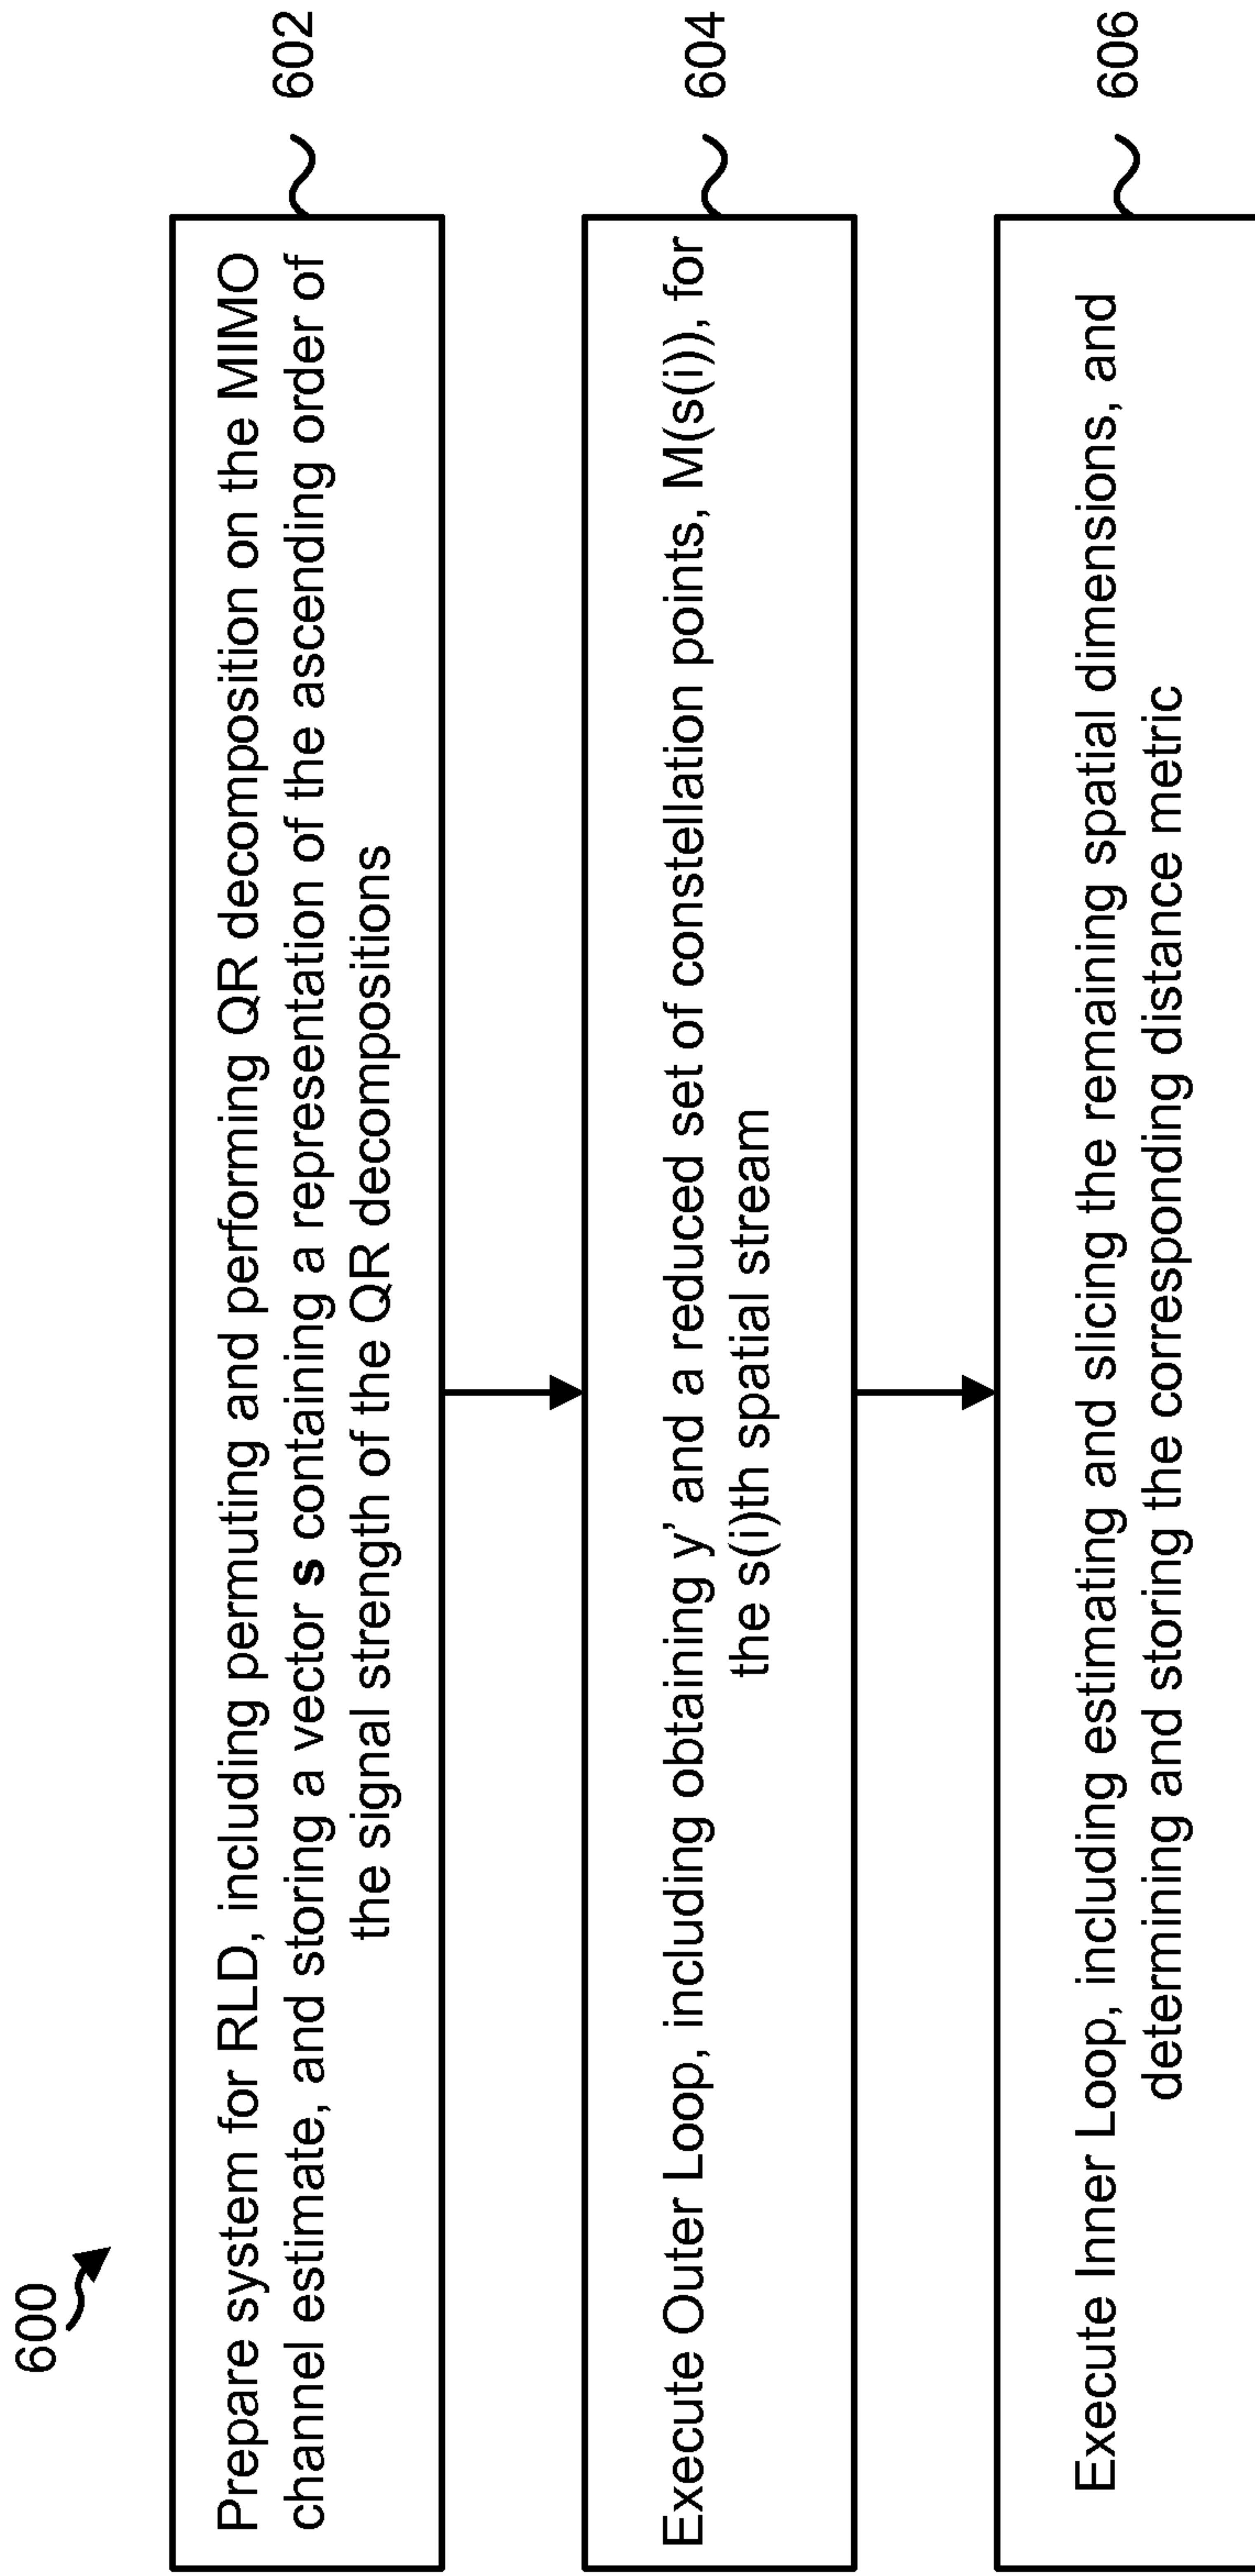 600
Prepare system for RLD, including permuting and performing QR decomposition on the MIMO
channel estimate, and storing a vector s containing a representation of the ascending order of
the signal strength of the QR decompositions
602
Execute Outer Loop, including obtaining y' and a reduced set of constellation points, M(s(i)), for
the s(i)th spatial stream
604
Execute Inner Loop, including estimating and slicing the remaining spatial dimensions, and
determining and storing the corresponding distance metric
606